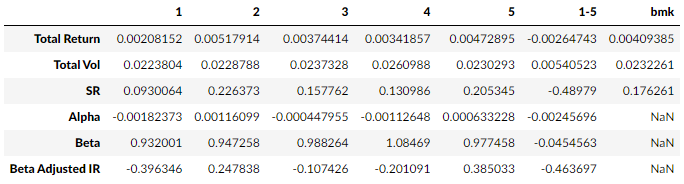 1 2 3 4 5 1-5 bmk
Total Return 0.00208152 0.00517914 0.00374414 0.00341857 0.00472895 -0.00264743 0.00409385
Total Vol 0.0223804 0.0228788 0.0237328 0.0260988 0.0230293 0.00540523 0.0232261
SR 0.0930064 0.226373 0.157762 0.130986 0.205345 -0.48979 0.176261
Alpha -0.00182373 0.00116099 -0.000447955 -0.00112648 0.000633228 -0.00245696 NaN
Beta 0.932001 0.947258 0.988264 1.08469 0.977458 -0.0454563 NaN
Beta Adjusted IR -0.396346 0.247838 -0.107426 -0.201091 0.385033 -0.463697 NaN